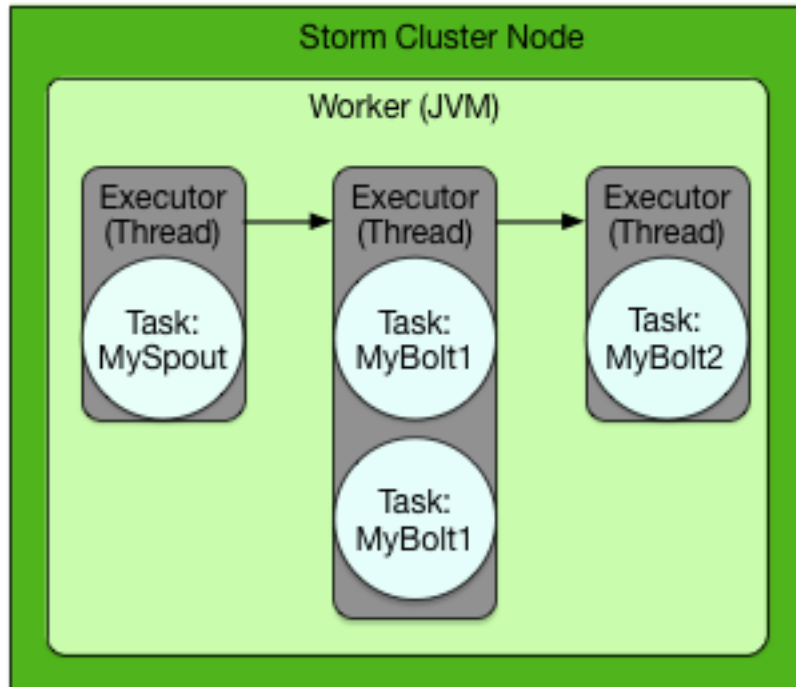 Storm Cluster Node
Worker (JVM)
Executor
(Thread)
Task:
MySpout
Executor
(Thread)
Task:
MyBolt1
Task:
MyBolt1
Executor
(Thread)
Task:
MyBolt2